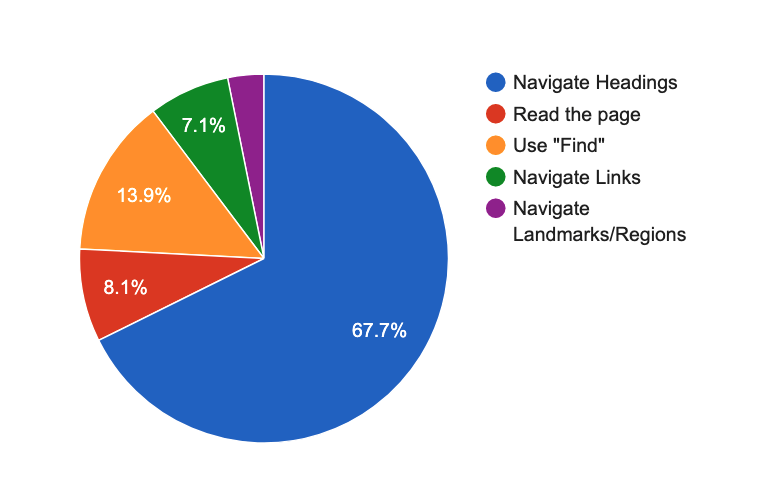 Navigate Headings
Read the page
Use "Find"
Navigate Links
Navigate
Landmarks/Regions
7.1%
13.9%
8.1%
67.7%